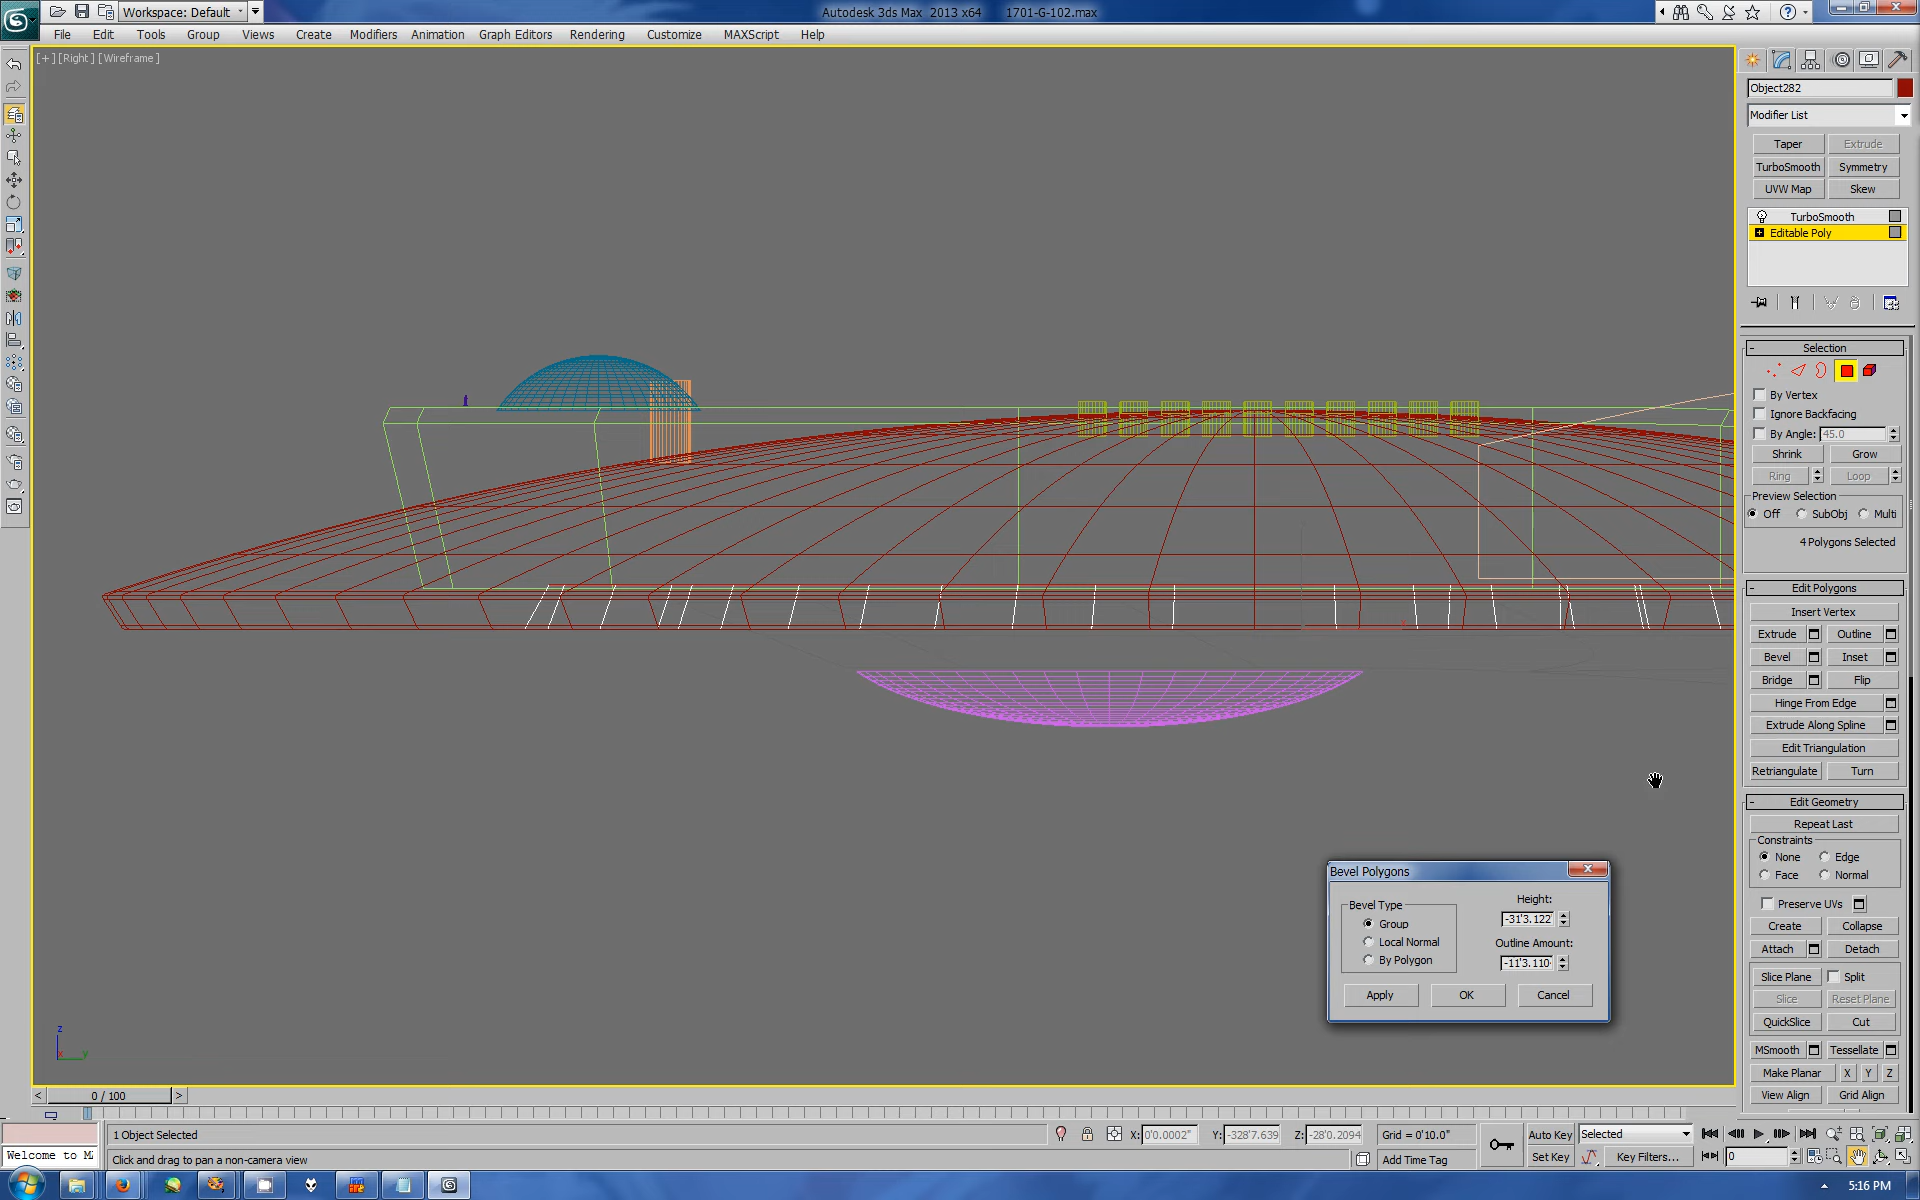 Workspace: Default
Autodesk 3ds Max 2013 x64 1701-G-102.max
File Edit Tools Group Views Create Modifiers Animation Graph Editors Rendering Customize MAXScript Help
[+] [Right] [Wireframe]
Object282
Modifier List
Taper Extrude
TurboSmooth Symmetry
UVW Map Skew
TurboSmooth
Editable Poly
Selection
By Vertex
Ignore Backfacing
By Angle: 45.0
Shrink Grow
Ring Loop
Preview Selection
Off SubObj Multi
4 Polygons Selected
Edit Polygons
Insert Vertex
Extrude Outline
Bevel Inset
Bridge Flip
Hinge From Edge
Extrude Along Spline
Edit Triangulation
Retriangulate Turn
Edit Geometry
Repeat Last
Constraints
None Edge
Face Normal
Preserve UVs
Create Collapse
Attach Detach
Slice Plane Split
Slice Reset Plane
QuickSlice Cut
MSmooth Tessellate
Make Planar X Y Z
View Align Grid Align
Bevel Polygons
Bevel Type
Group
Local Normal
By Polygon
Height:
-31'3.122
Outline Amount:
-11'3.110
Apply OK Cancel
z
x y
< 0 / 100 >
1 Object Selected X: 0'0.0002" Y: -328'7.639 Z: -28'0.2094 Grid = 0'10.0" Auto Key Selected
Welcome to M
Click and drag to pan a non-camera view Add Time Tag Set Key Key Filters... 0
5:16 PM